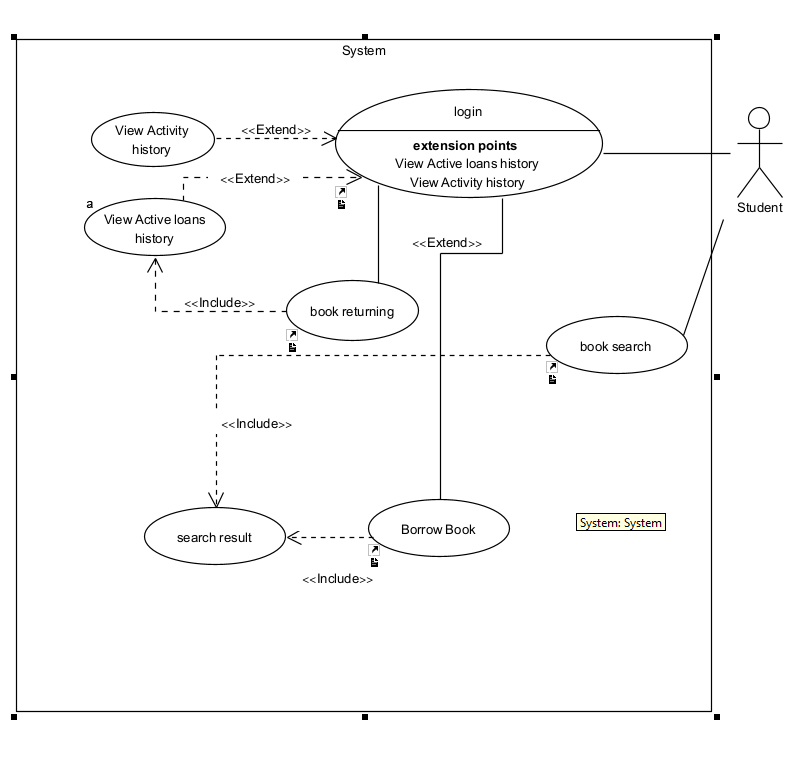 System
login
extension points
View Active loans history
View Activity history
View Activity
history
<<Extend>>
<<Extend>>
a
View Active loans
history
Student
<<Extend>>
<<Include>>
book returning
book search
<<Include>>
System: System
Borrow Book
search result
<<Include>>